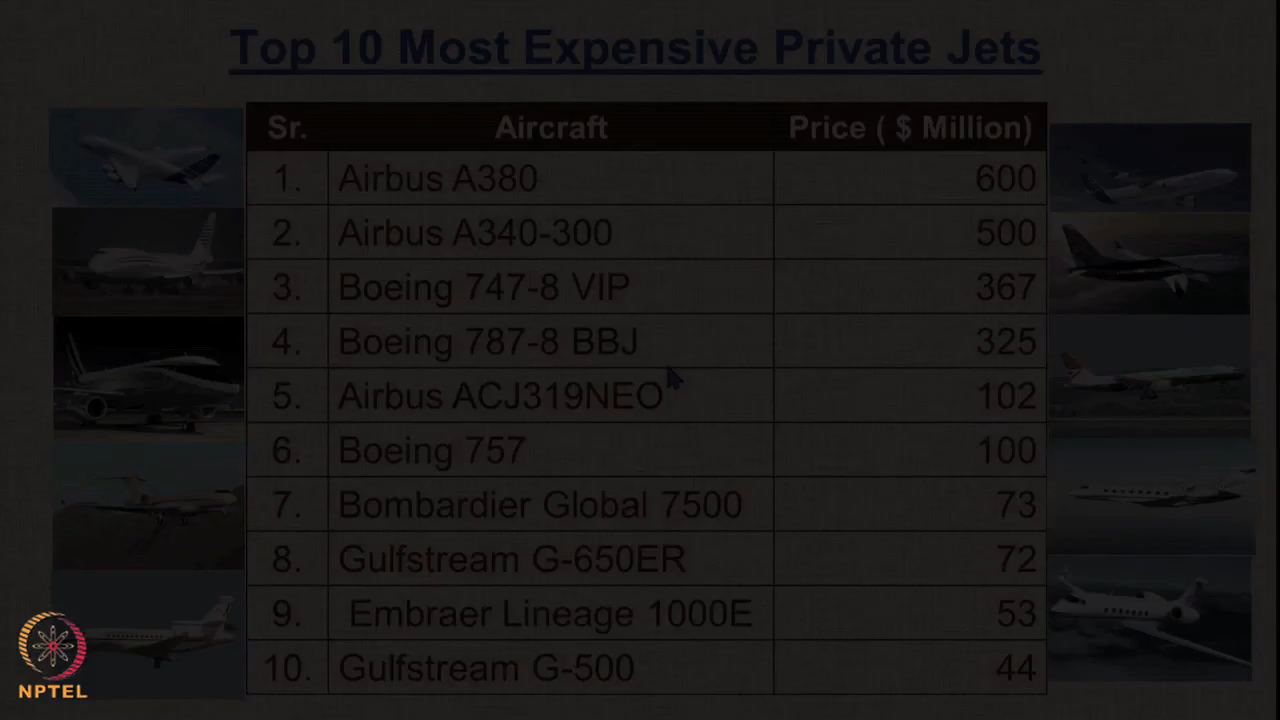 Top 10 Most Expensive Private Jets
Sr. Aircraft Price ( $ Million)
1. Airbus A380 600
2. Airbus A340-300 500
3. Boeing 747-8 VIP 367
4. Boeing 787-8 BBJ 325
5. Airbus ACJ319NEO 102
6. Boeing 757 100
7. Bombardier Global 7500 73
8. Gulfstream G-650ER 72
9. Embraer Lineage 1000E 53
10. Gulfstream G-500 44
NPTEL